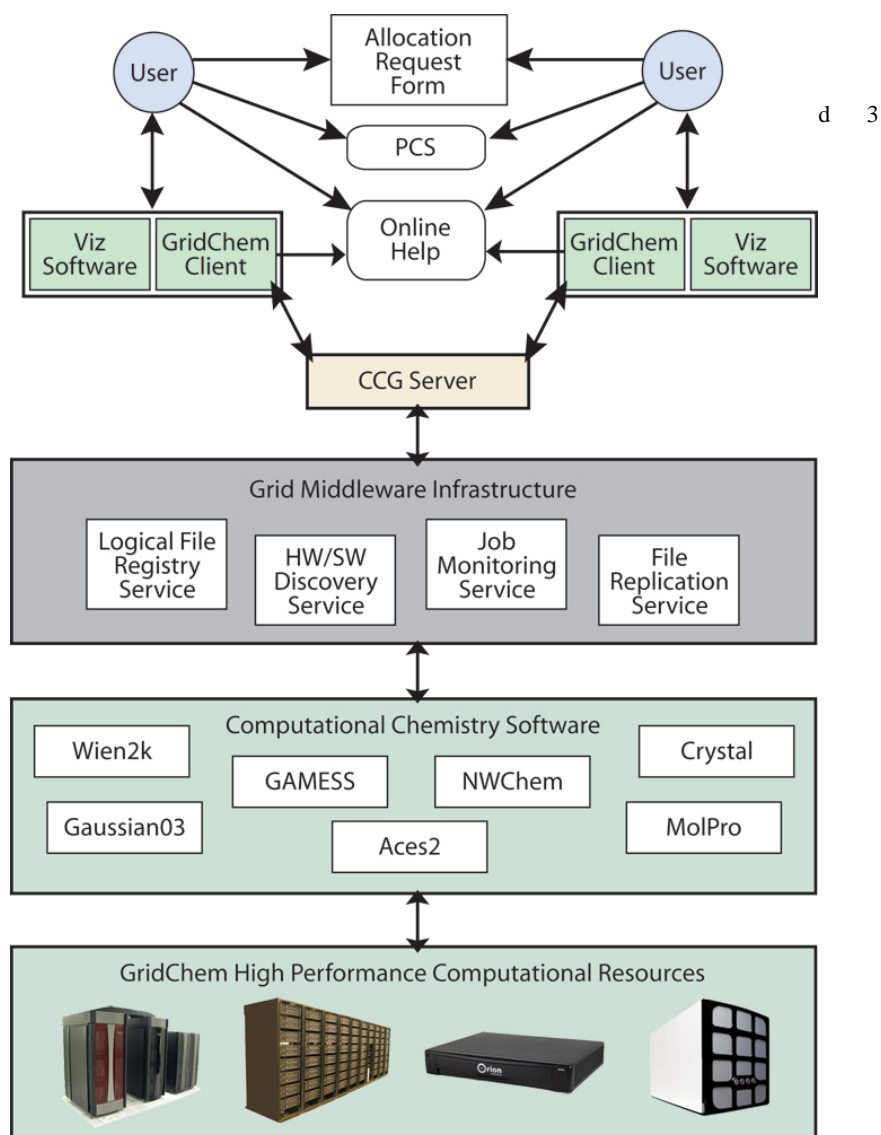 Allocation
Request
Form
User
User
d 3
PCS
Online
Help
Viz
Software
GridChem
Client
GridChem
Client
Viz
Software
CCG Server
Grid Middleware Infrastructure
Logical File
Registry
Service
HW/SW
Discovery
Service
Job
Monitoring
Service
File
Replication
Service
Computational Chemistry Software
Wien2k
GAMESS
NWChem
Crystal
Gaussian03
Aces2
MolPro
GridChem High Performance Computational Resources
Orion